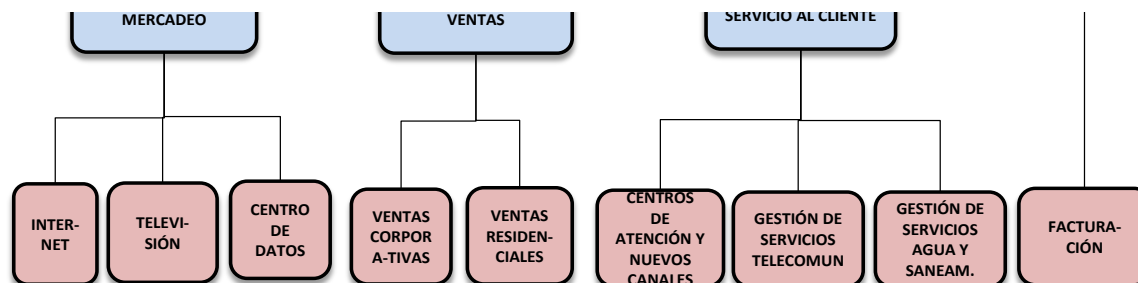 MERCADEO
VENTAS
SERVICIO AL CLIENTE
INTER-
NET
TELEVI-
SIÓN
CENTRO
DE
DATOS
VENTAS
CORPOR
A-TIVAS
VENTAS
RESIDEN-
CIALES
CENTROS
DE
ATENCIÓN Y
NUEVOS
CANALES
GESTIÓN DE
SERVICIOS
TELECOMUN
GESTIÓN DE
SERVICIOS
AGUA Y
SANEAM.
FACTURA-
CIÓN